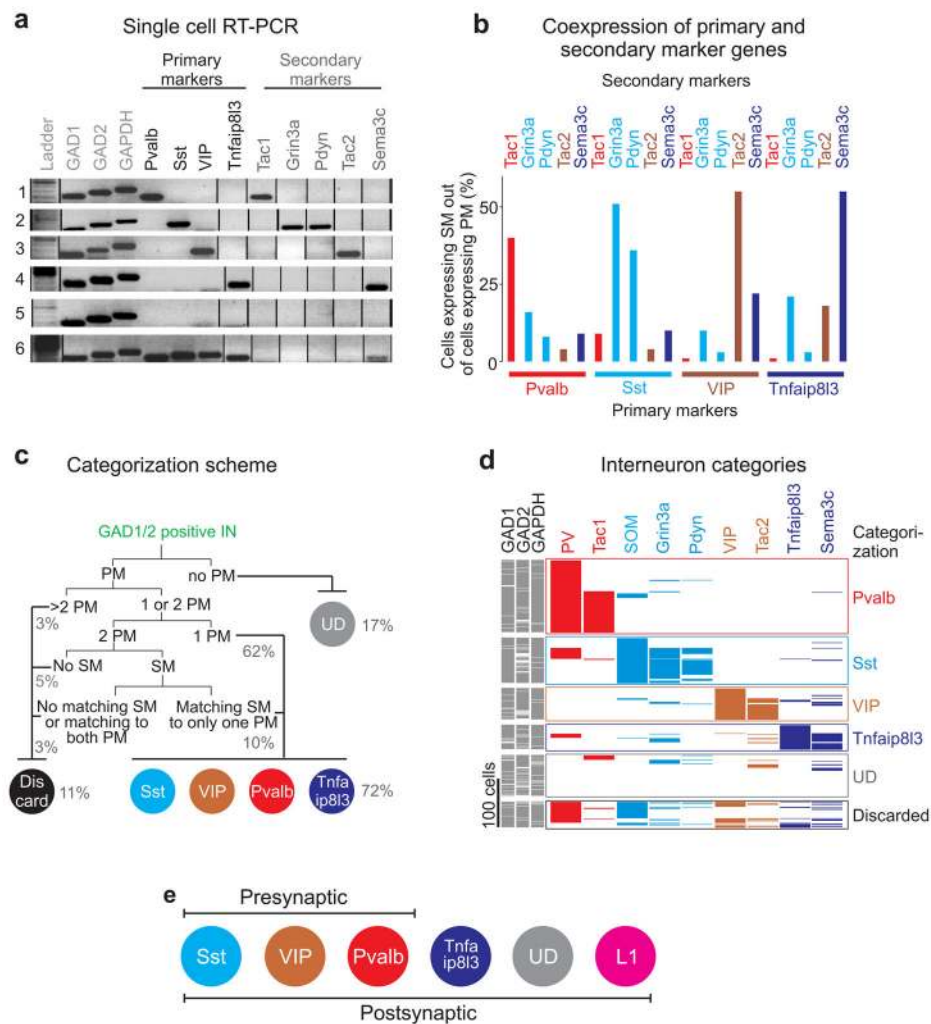 a
Single cell RT-PCR
Primary
markers
Secondary
markers
Ladder
GAD1
GAD2
GAPDH
Pvalb
Sst
VIP
Tnfaip8l3
Tac1
Grin3a
Pdyn
Tac2
Sema3c
1
2
3
4
5
6
b
Coexpression of primary and
secondary marker genes
Secondary markers
Tac1
Grin3a
Pdyn
Tac2
Sema3c
Tac1
Grin3a
Pdyn
Tac2
Sema3c
Tac1
Grin3a
Pdyn
Tac2
Sema3c
Tac1
Grin3a
Pdyn
Tac2
Sema3c
Cells expressing SM out
of cells expressing PM (%)
50
25
0
Pvalb Sst VIP Tnfaip8l3
Primary markers
c
Categorization scheme
GAD1/2 positive IN
PM no PM
>2 PM 1 or 2 PM
3% UD 17%
2 PM 1 PM
62%
No SM SM
5%
No matching SM
or matching to
both PM
Matching SM
to only one PM
3% 10%
Dis
card
11%
Sst VIP Pvalb Tnfa
ip8l3
72%
d
Interneuron categories
GAD1
GAD2
GAPDH
PV
Tac1
SOM
Grin3a
Pdyn
VIP
Tac2
Tnfaip8l3
Sema3c
Categori-
zation
Pvalb
Sst
VIP
Tnfaip8l3
UD
Discarded
100 cells
e
Presynaptic
Sst VIP Pvalb Tnfa
ip8l3 UD L1
Postsynaptic